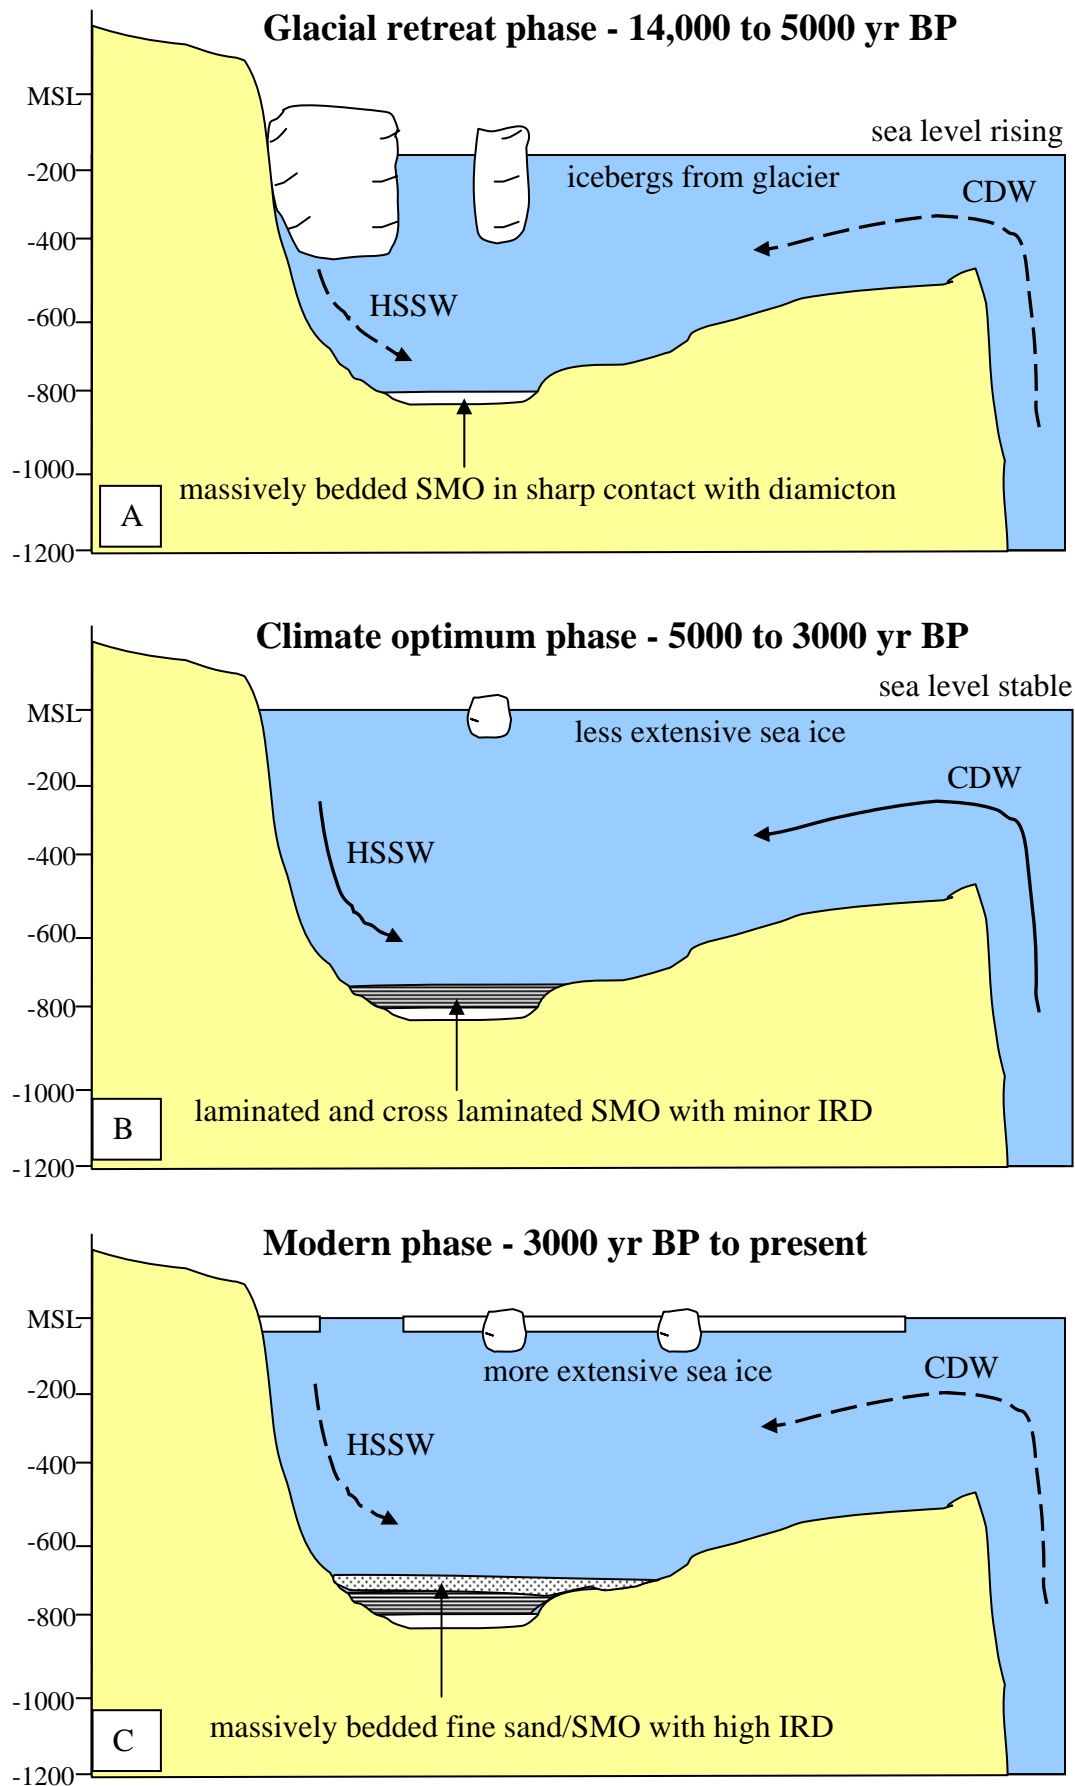 Glacial retreat phase - 14,000 to 5000 yr BP
MSL
sea level rising
-200
icebergs from glacier
CDW
-400
HSSW
-600
-800
-1000
massively bedded SMO in sharp contact with diamicton
A
-1200
Climate optimum phase - 5000 to 3000 yr BP
sea level stable
MSL
less extensive sea ice
-200
CDW
HSSW
-400
-600
-800
-1000
laminated and cross laminated SMO with minor IRD
B
-1200
Modern phase - 3000 yr BP to present
MSL
more extensive sea ice
CDW
-200
HSSW
-400
-600
-800
-1000
massively bedded fine sand/SMO with high IRD
C
-1200